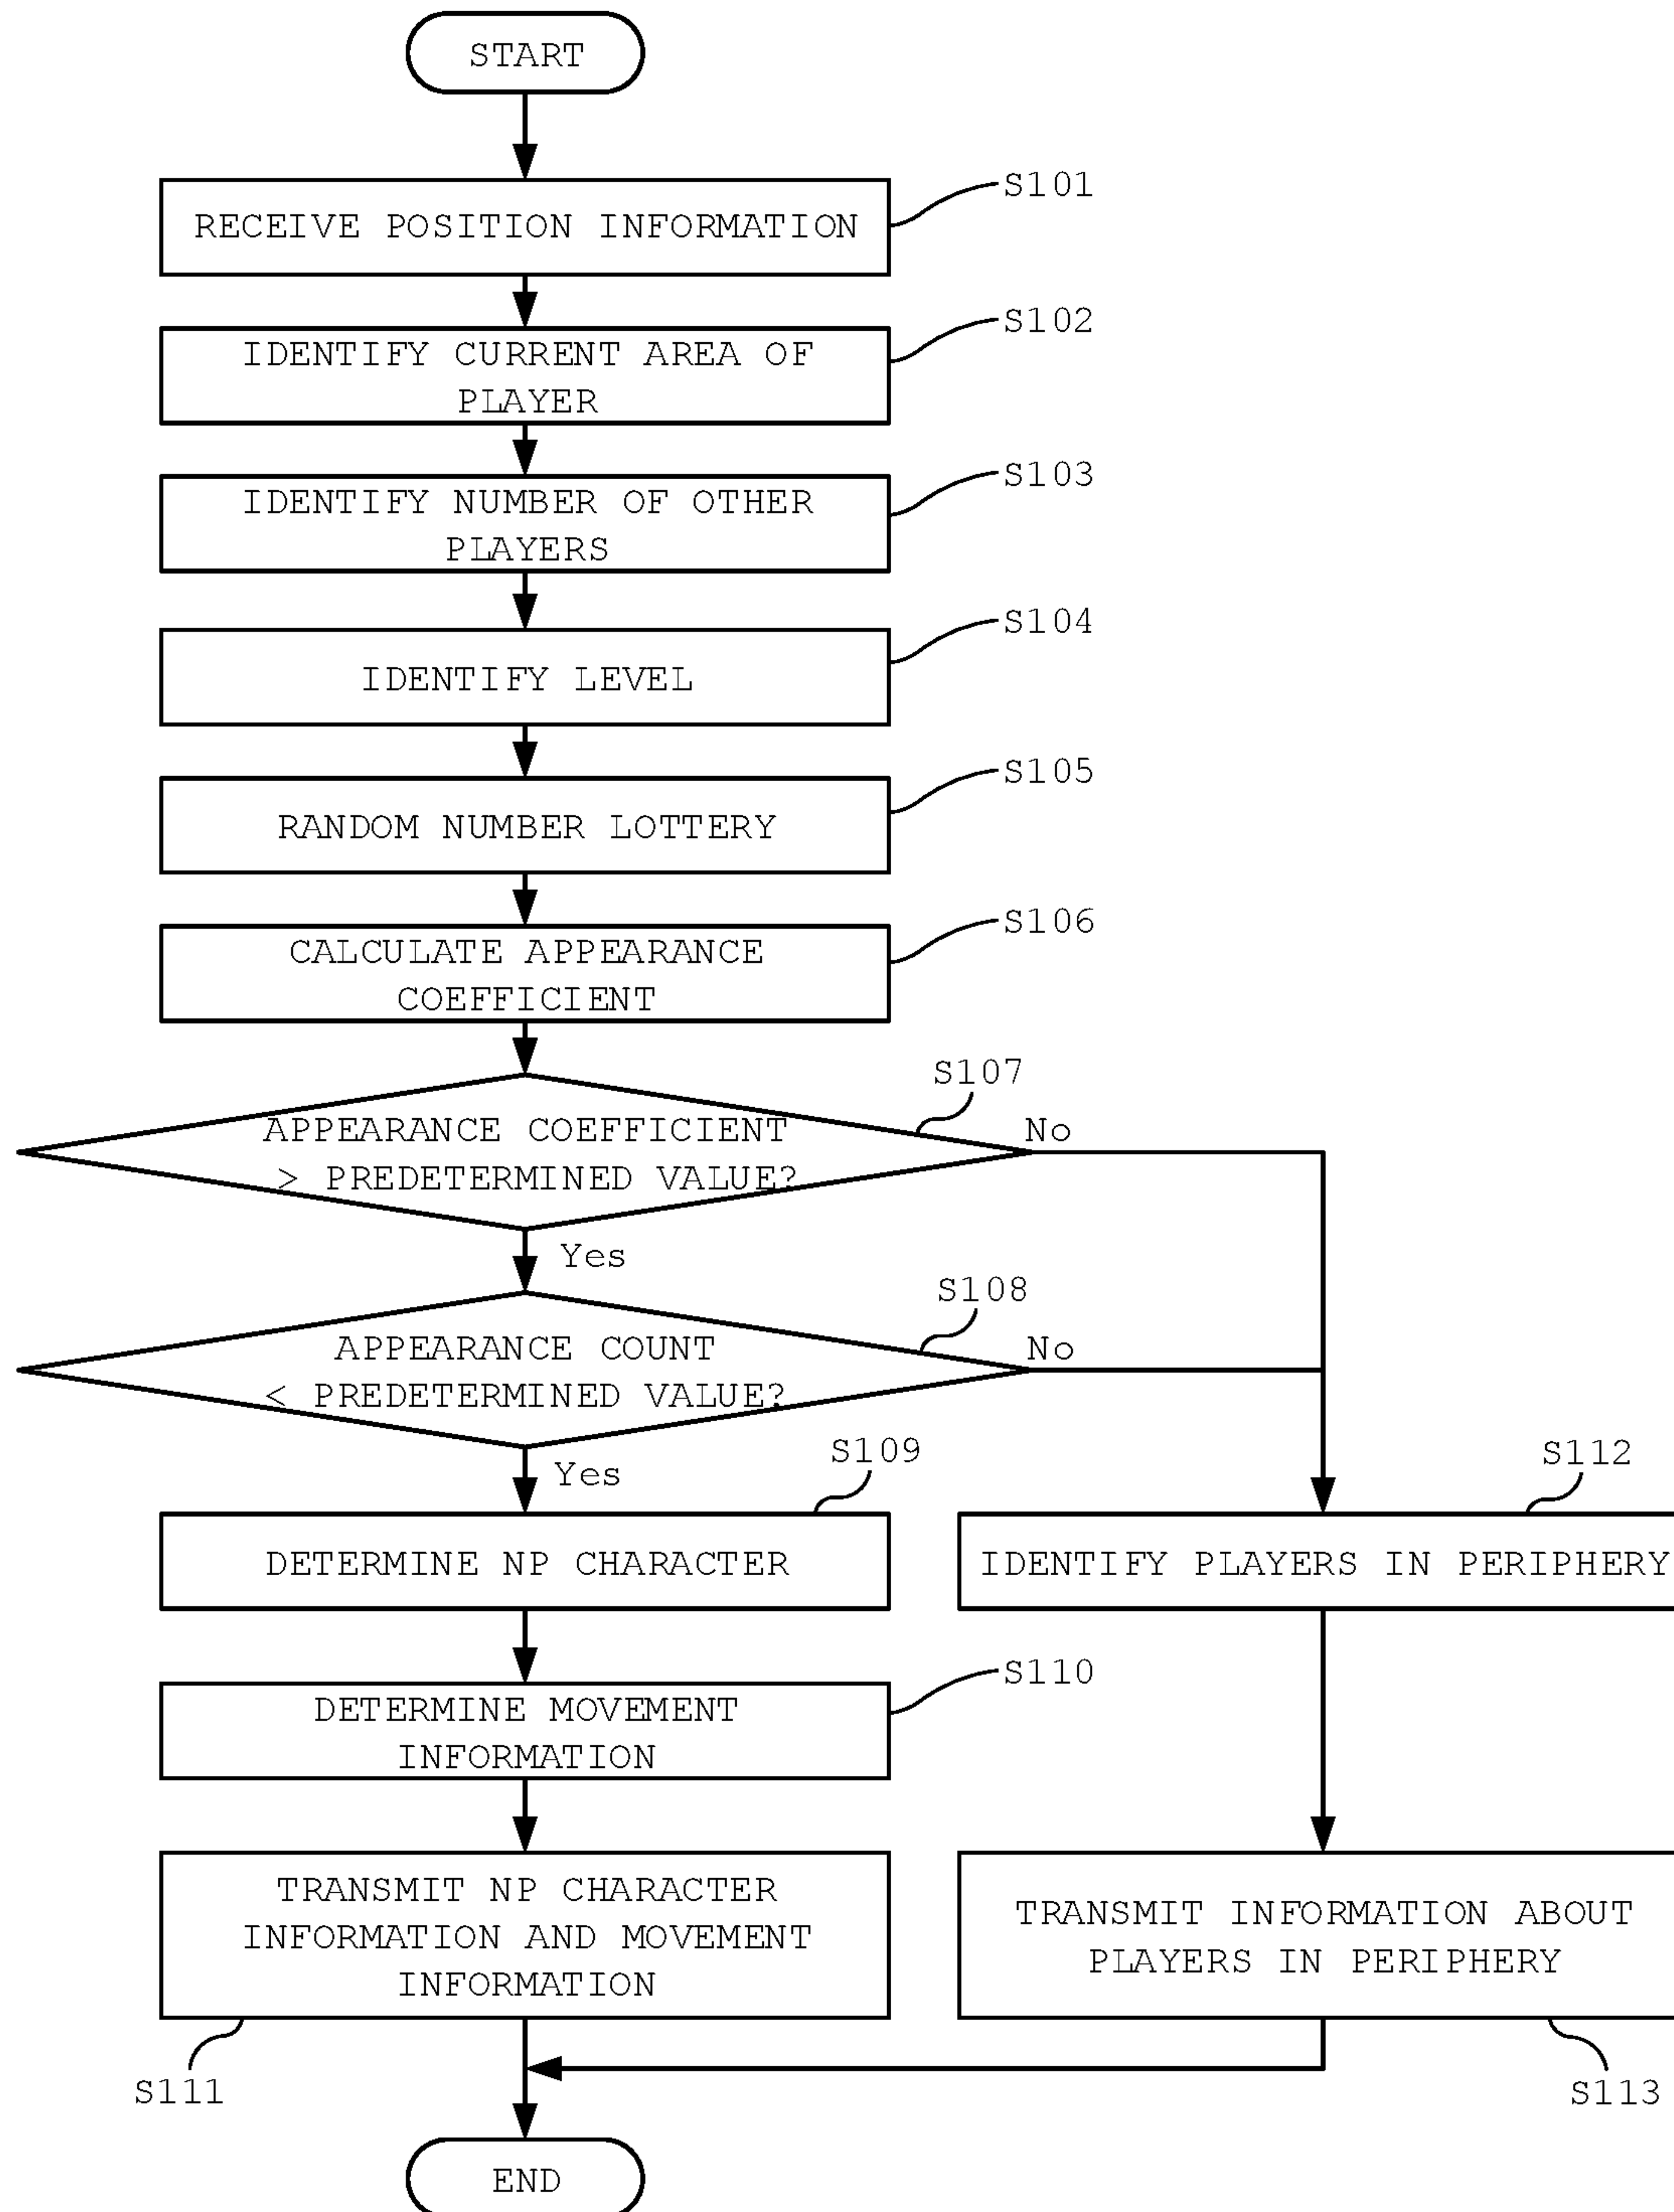 START
RECEIVE POSITION INFORMATION
S101
IDENTIFY CURRENT AREA OF
PLAYER
S102
IDENTIFY NUMBER OF OTHER
PLAYERS
S103
IDENTIFY LEVEL
S104
RANDOM NUMBER LOTTERY
S105
CALCULATE APPEARANCE
COEFFICIENT
S106
APPEARANCE COEFFICIENT
> PREDETERMINED VALUE?
S107
No
Yes
APPEARANCE COUNT
< PREDETERMINED VALUE?
S108
No
Yes
DETERMINE NP CHARACTER
S109
IDENTIFY PLAYERS IN PERIPHERY
S112
DETERMINE MOVEMENT
INFORMATION
S110
TRANSMIT NP CHARACTER
INFORMATION AND MOVEMENT
INFORMATION
S111
TRANSMIT INFORMATION ABOUT
PLAYERS IN PERIPHERY
S113
END